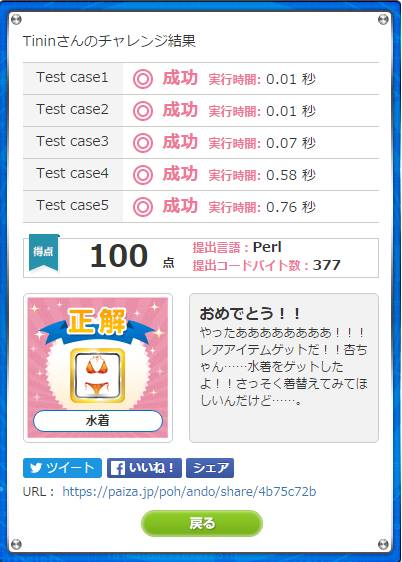 Tininさんのチャレンジ結果
Test case1 ◎ 成功 実行時間: 0.01 秒
Test case2 ◎ 成功 実行時間: 0.01 秒
Test case3 ◎ 成功 実行時間: 0.07 秒
Test case4 ◎ 成功 実行時間: 0.58 秒
Test case5 ◎ 成功 実行時間: 0.76 秒
得点 100 点
提出言語：Perl
提出コードバイト数：377
正解
水着
おめでとう！！
やったあああああああああ！！！
レアアイテムゲットだ！！杏ち
ゃん……水着をゲットした
よ！！さっそく着替えてみてほ
しいんだけど……。
ツイート いいね！ シェア
URL： https://paiza.jp/poh/ando/share/4b75c72b
戻る